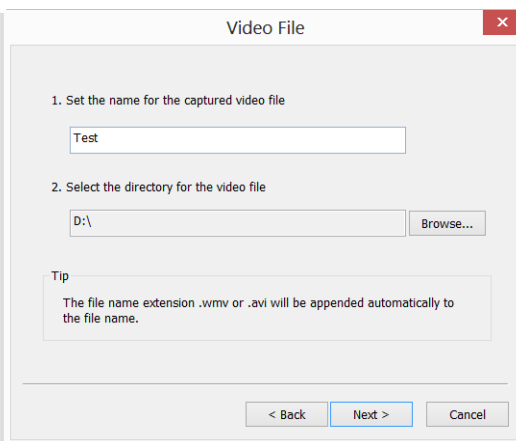 Video File
1. Set the name for the captured video file
Test
2. Select the directory for the video file
D:\
Browse...
Tip
The file name extension .wmv or .avi will be appended automatically to
the file name.
< Back
Next >
Cancel